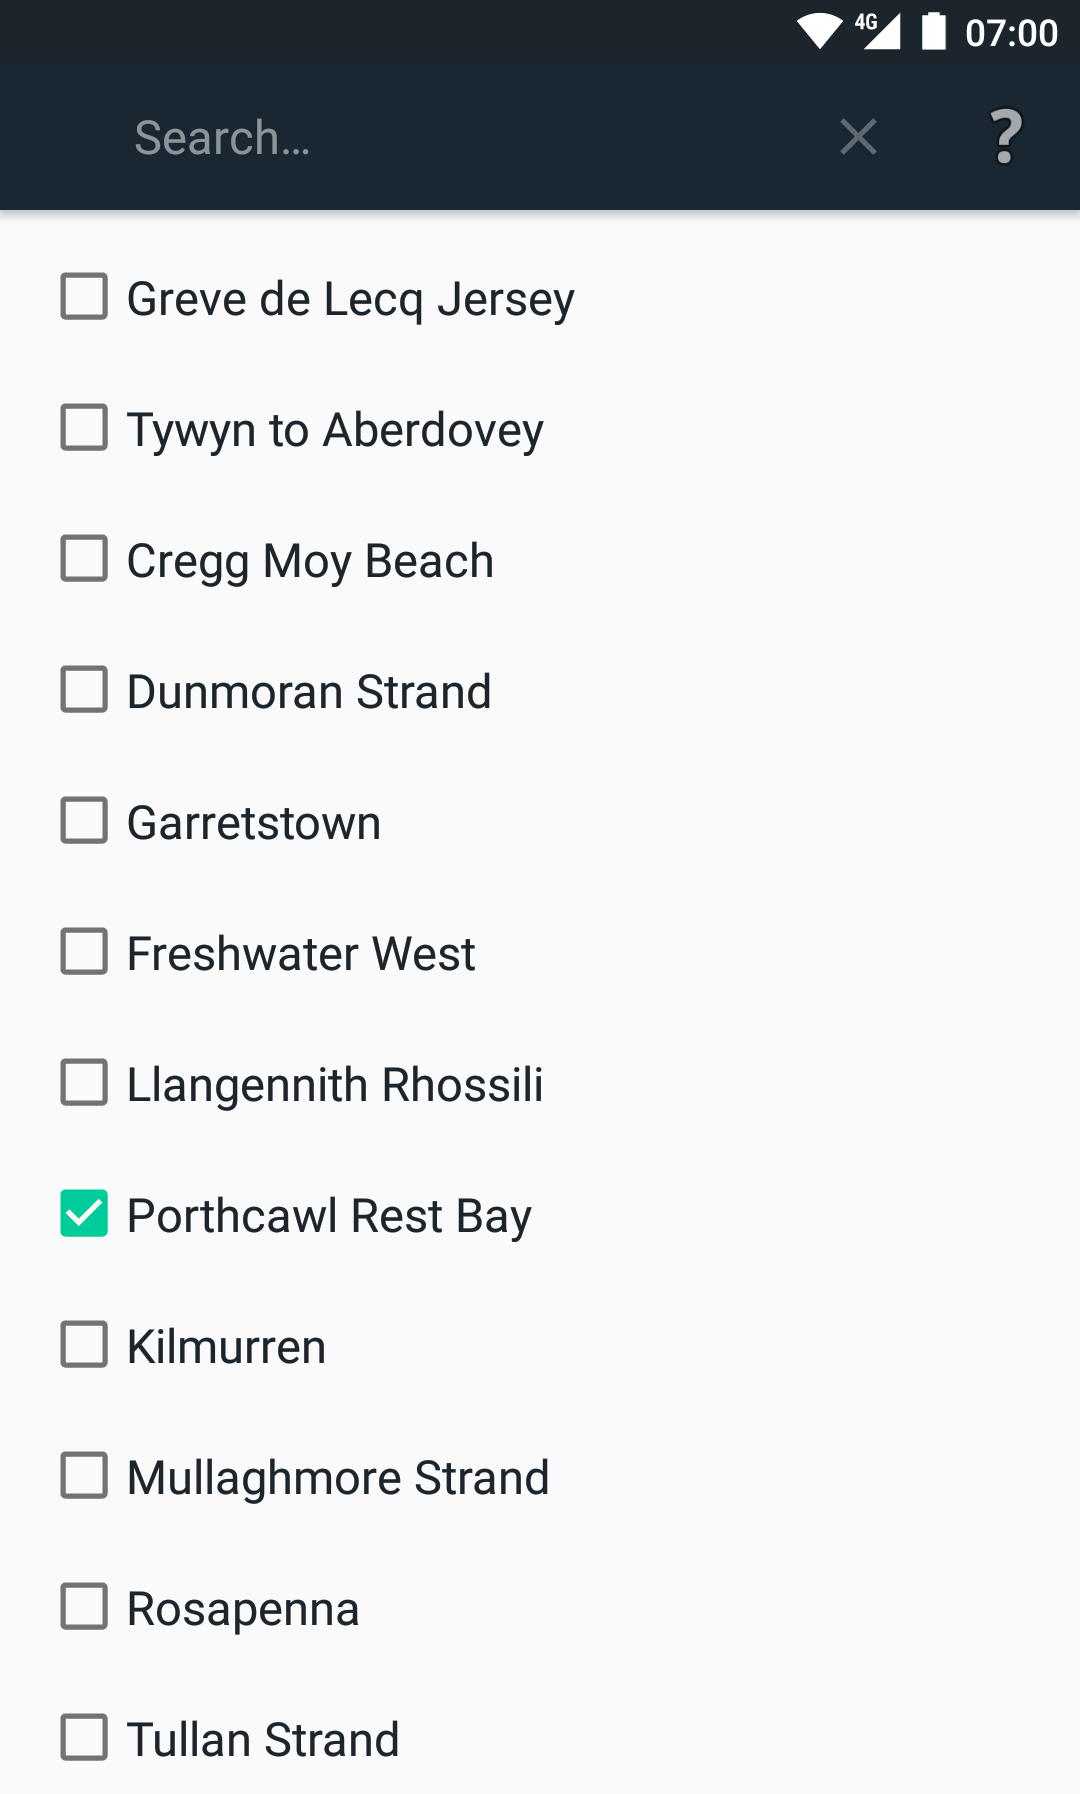 4G 07:00
Search...
?
Greve de Lecq Jersey
Tywyn to Aberdovey
Cregg Moy Beach
Dunmoran Strand
Garretstown
Freshwater West
Llangennith Rhossili
Porthcawl Rest Bay
Kilmurren
Mullaghmore Strand
Rosapenna
Tullan Strand